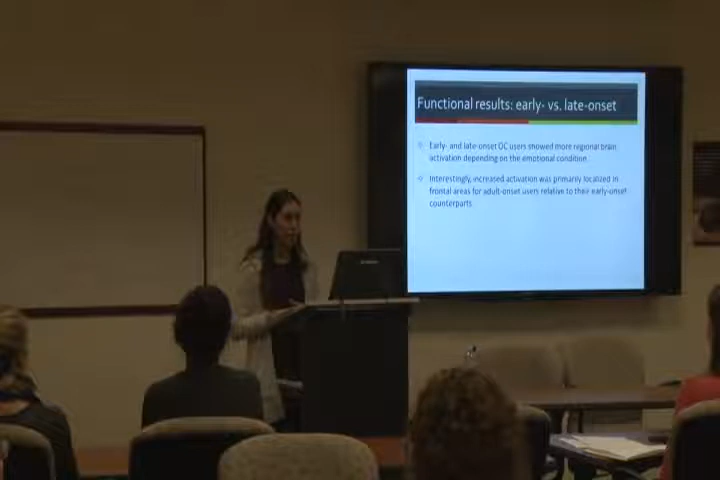 Functional results: early- vs. late-onset
Early- and late-onset OC users showed more regional brain
activation depending on the emotional condition.
Interestingly, increased activation was primarily localized in
frontal areas for adult-onset users relative to their early-onset
counterparts